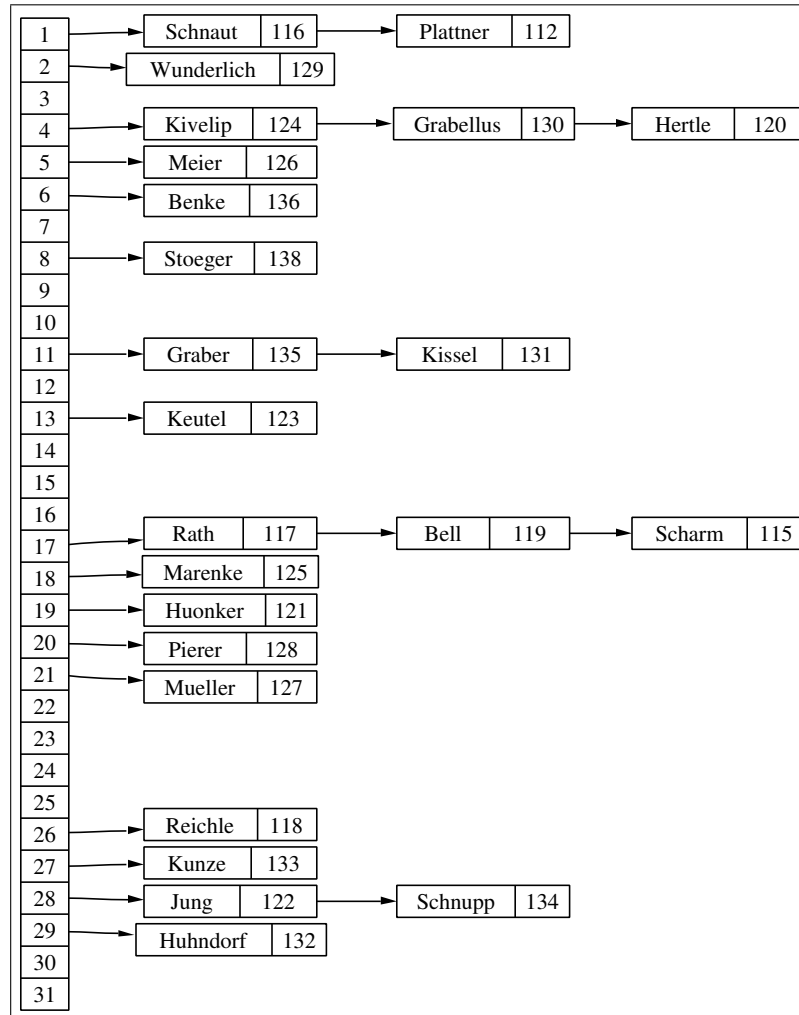 1 Schnaut 116 Plattner 112
2 Wunderlich 129
3
4 Kivelip 124 Grabellus 130 Hertle 120
5 Meier 126
6 Benke 136
7
8 Stoeger 138
9
10
11 Graber 135 Kissel 131
12
13 Keutel 123
14
15
16
17 Rath 117 Bell 119 Scharm 115
18 Marenke 125
19 Huonker 121
20 Pierer 128
21 Mueller 127
22
23
24
25
26 Reichle 118
27 Kunze 133
28 Jung 122 Schnupp 134
29 Huhndorf 132
30
31